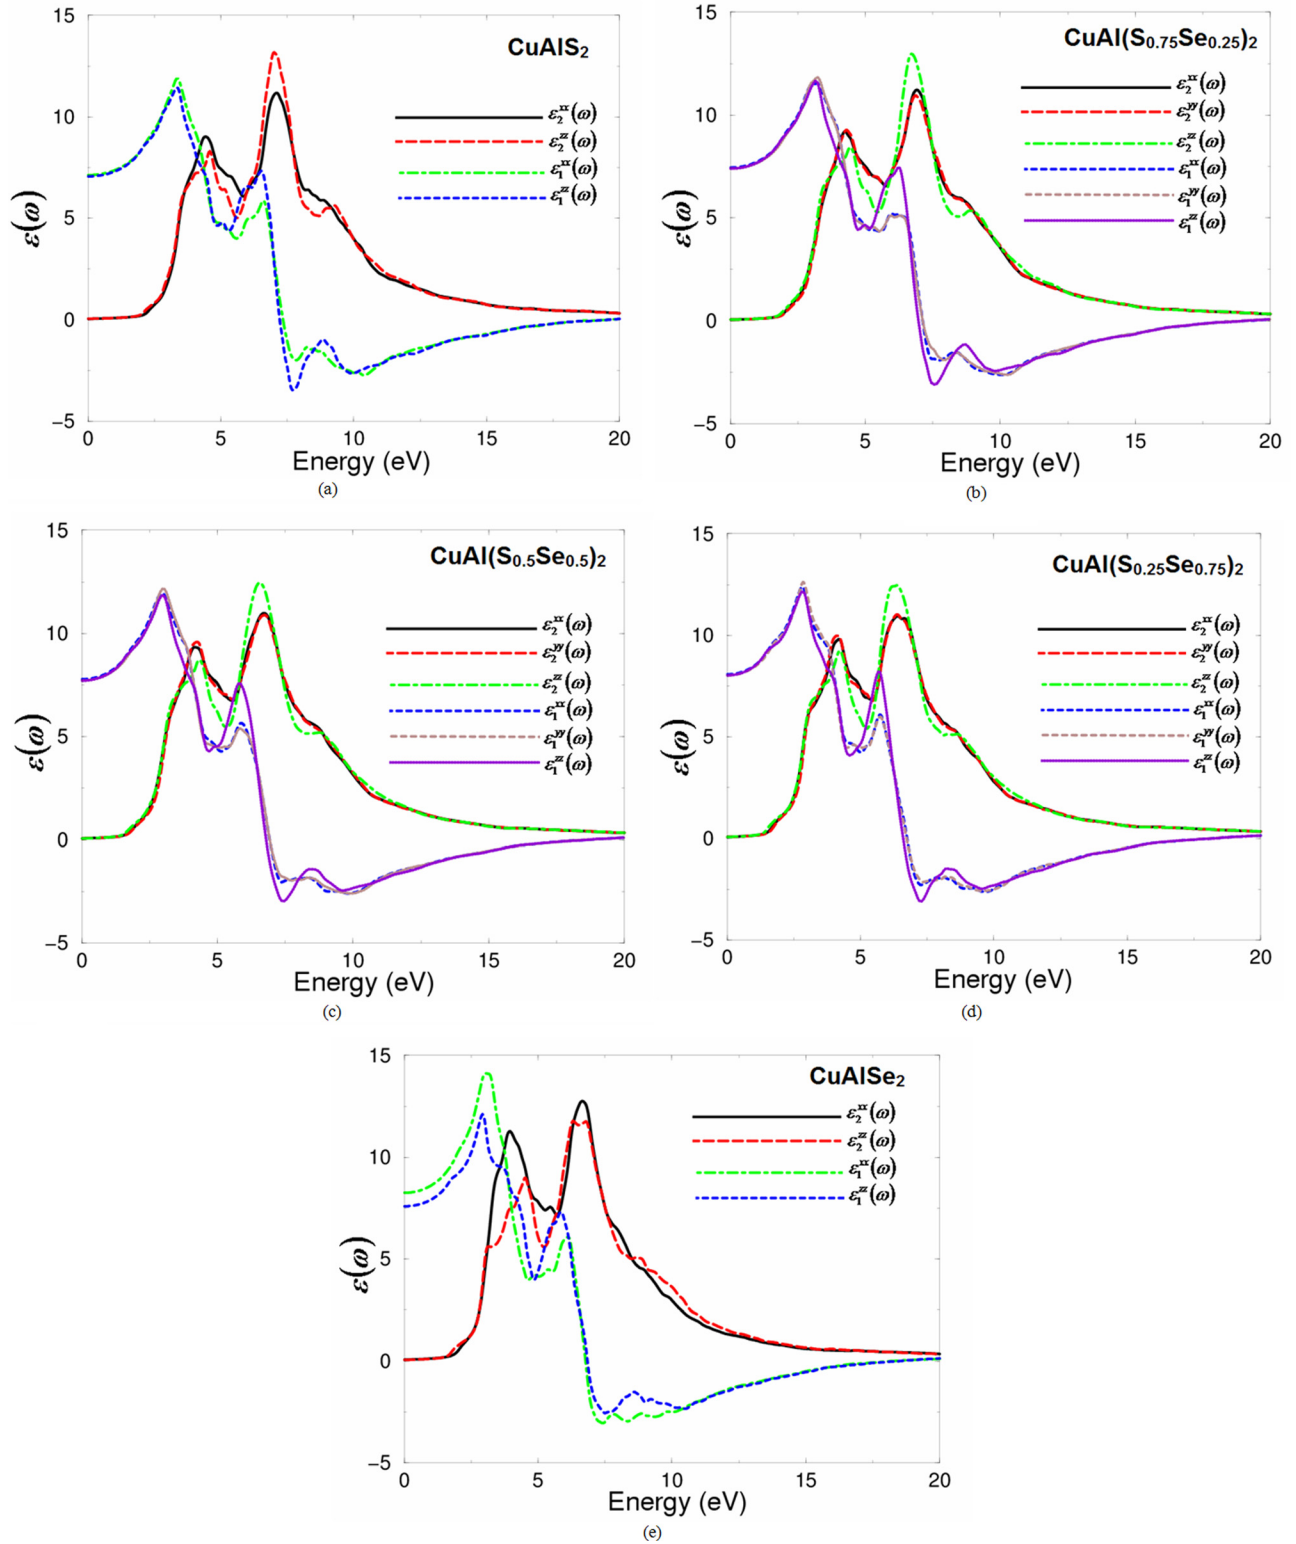 CuAlS₂
ε₂ˣˣ(ω)
ε₂ᶻᶻ(ω)
ε₁ˣˣ(ω)
ε₁ᶻᶻ(ω)
ε(ω)
15
10
5
0
−5
0 5 10 15 20
Energy (eV)
(a)
CuAl(S₀.₇₅Se₀.₂₅)₂
ε₂ˣˣ(ω)
ε₂ʸʸ(ω)
ε₂ᶻᶻ(ω)
ε₁ˣˣ(ω)
ε₁ʸʸ(ω)
ε₁ᶻᶻ(ω)
ε(ω)
15
10
5
0
−5
0 5 10 15 20
Energy (eV)
(b)
CuAl(S₀.₅Se₀.₅)₂
ε₂ˣˣ(ω)
ε₂ʸʸ(ω)
ε₂ᶻᶻ(ω)
ε₁ˣˣ(ω)
ε₁ʸʸ(ω)
ε₁ᶻᶻ(ω)
ε(ω)
15
10
5
0
−5
0 5 10 15 20
Energy (eV)
(c)
CuAl(S₀.₂₅Se₀.₇₅)₂
ε₂ˣˣ(ω)
ε₂ʸʸ(ω)
ε₂ᶻᶻ(ω)
ε₁ˣˣ(ω)
ε₁ʸʸ(ω)
ε₁ᶻᶻ(ω)
ε(ω)
15
10
5
0
−5
0 5 10 15 20
Energy (eV)
(d)
CuAlSe₂
ε₂ˣˣ(ω)
ε₂ᶻᶻ(ω)
ε₁ˣˣ(ω)
ε₁ᶻᶻ(ω)
ε(ω)
15
10
5
0
−5
0 5 10 15 20
Energy (eV)
(e)